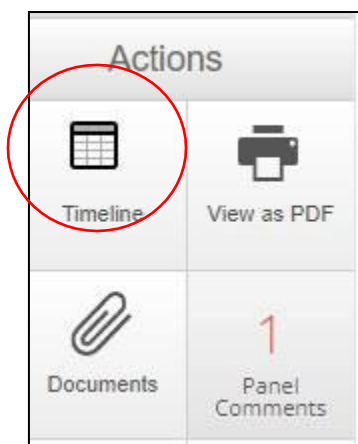 Actions
Timeline
View as PDF
Documents
1
Panel
Comments